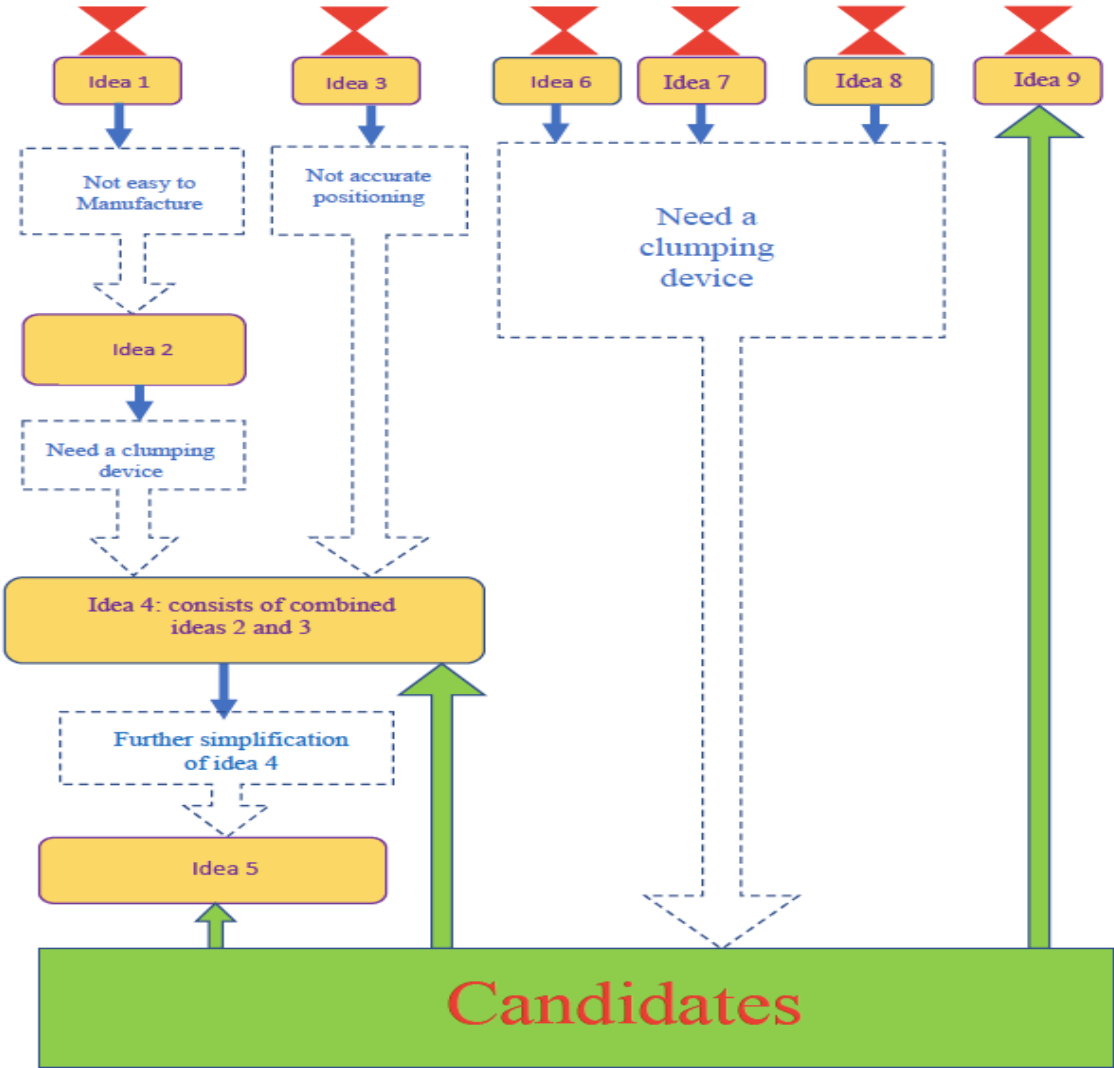 Idea 1
Idea 3
Idea 6
Idea 7
Idea 8
Idea 9
Not easy to
Manufacture
Not accurate
positioning
Need a
clumping
device
Idea 2
Need a clumping
device
Idea 4: consists of combined
ideas 2 and 3
Further simplification
of idea 4
Idea 5
Candidates